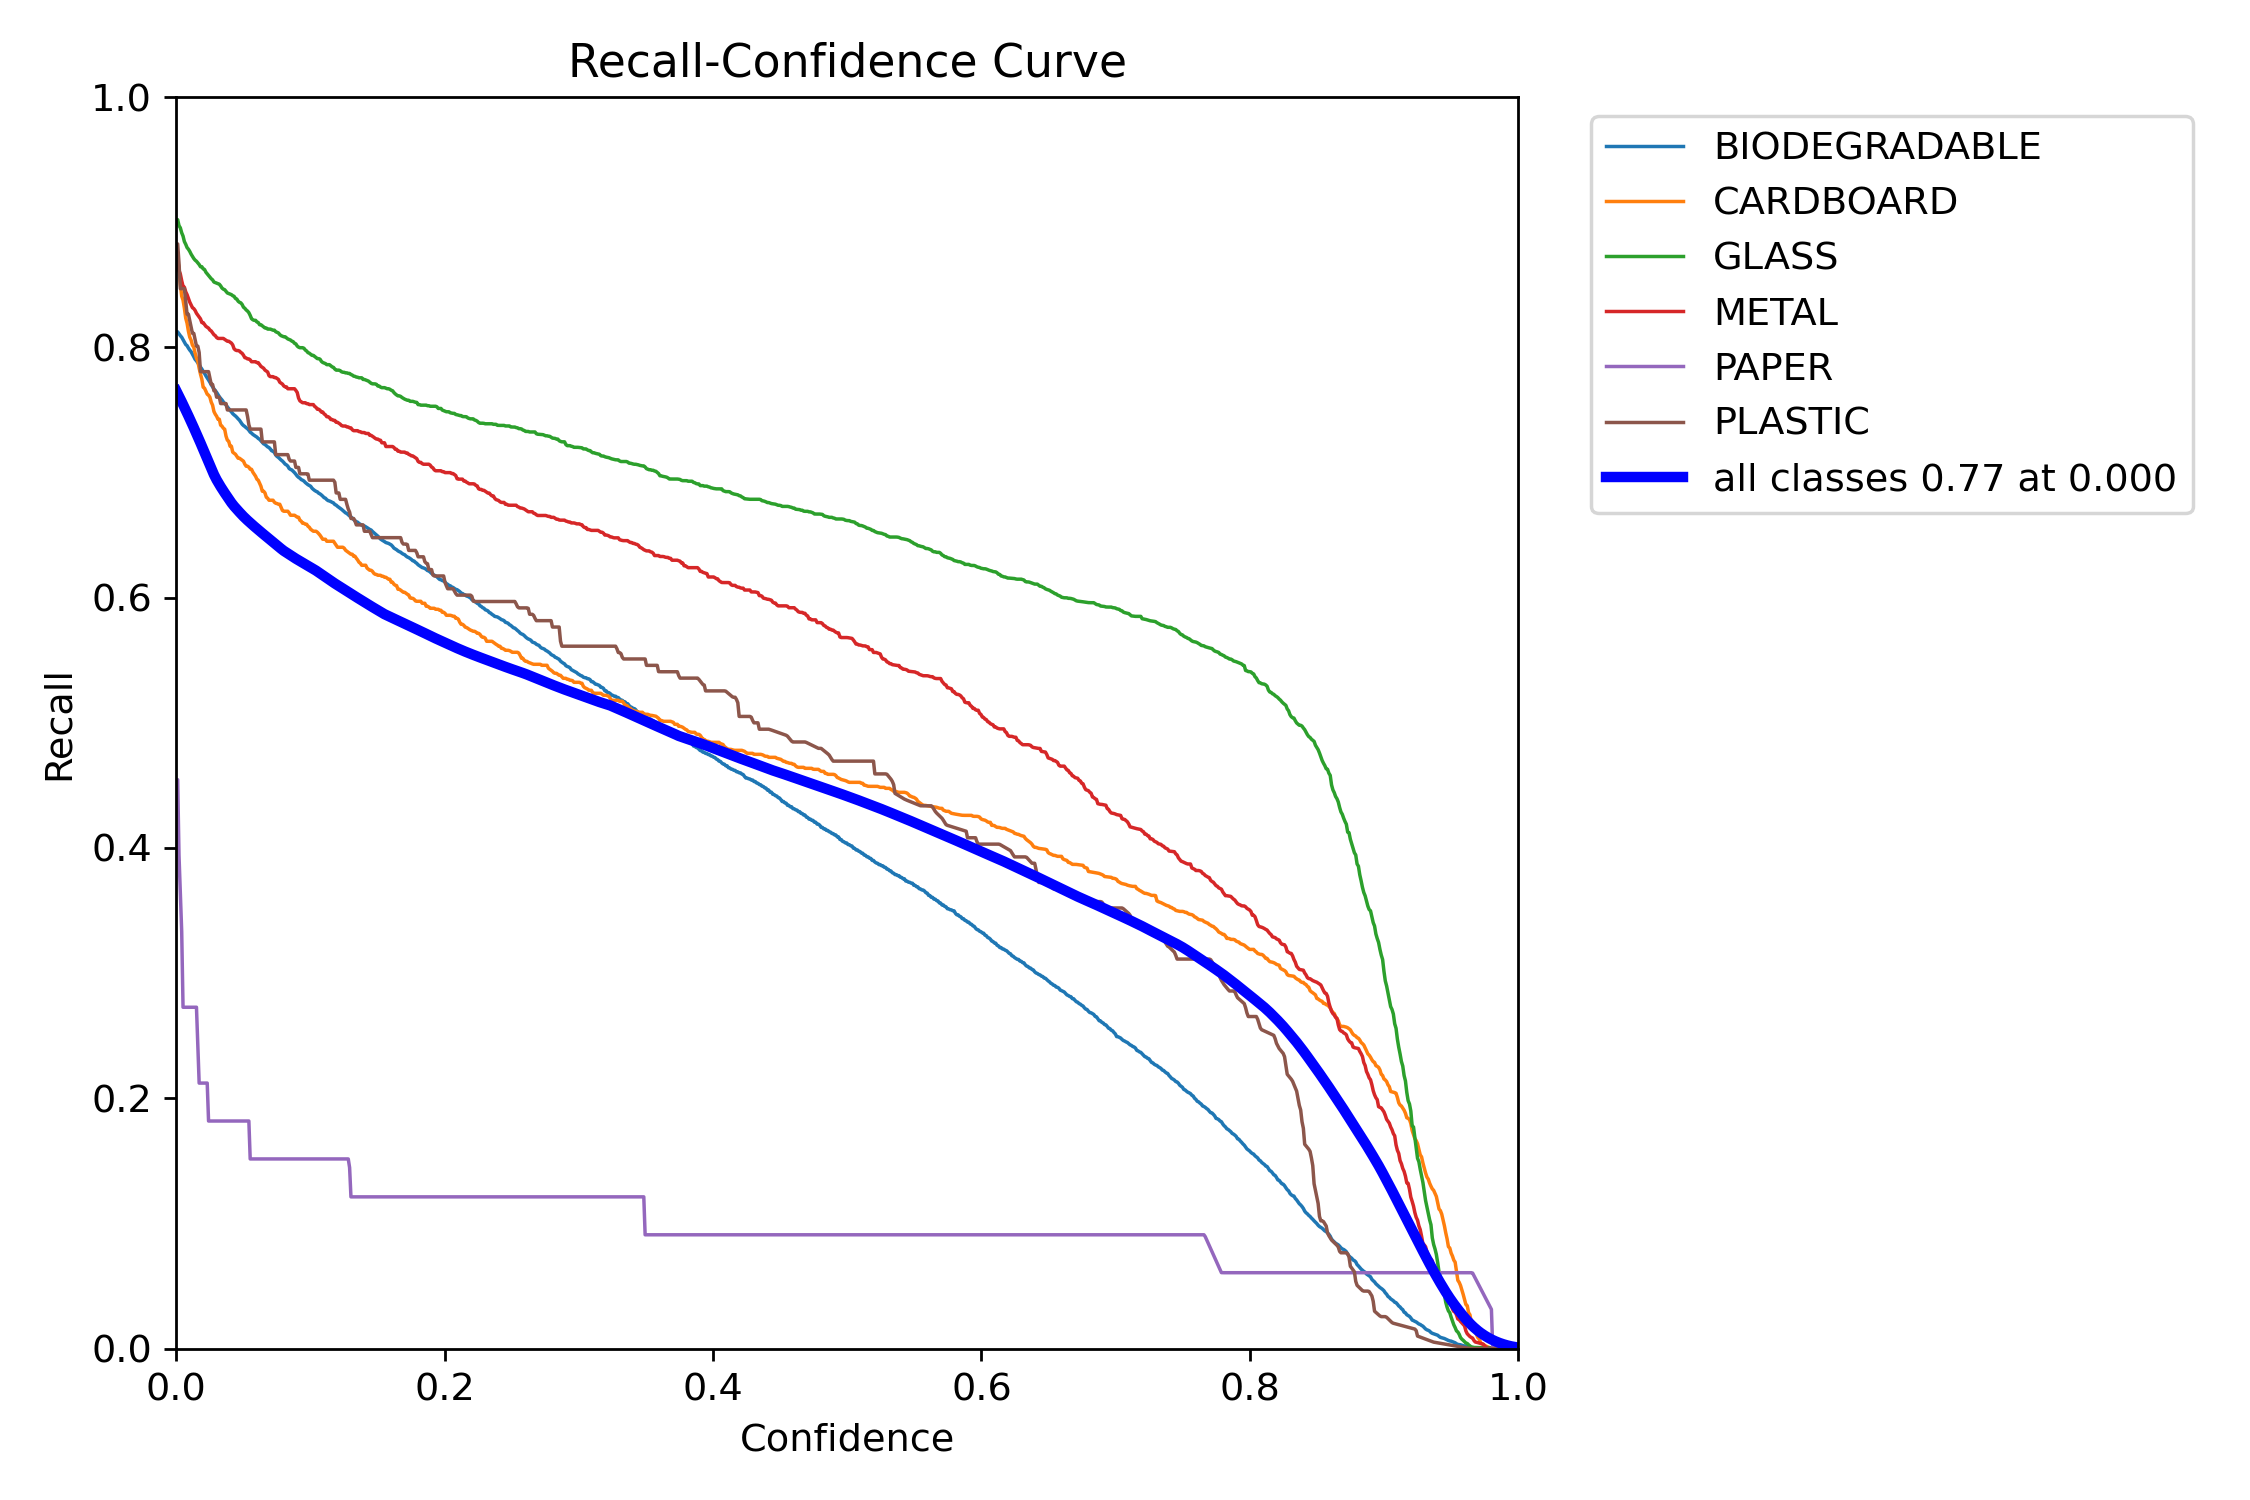 Recall-Confidence Curve
1.0
0.8
0.6
0.4
0.2
0.0
Recall
0.0 0.2 0.4 0.6 0.8 1.0
Confidence
BIODEGRADABLE
CARDBOARD
GLASS
METAL
PAPER
PLASTIC
all classes 0.77 at 0.000